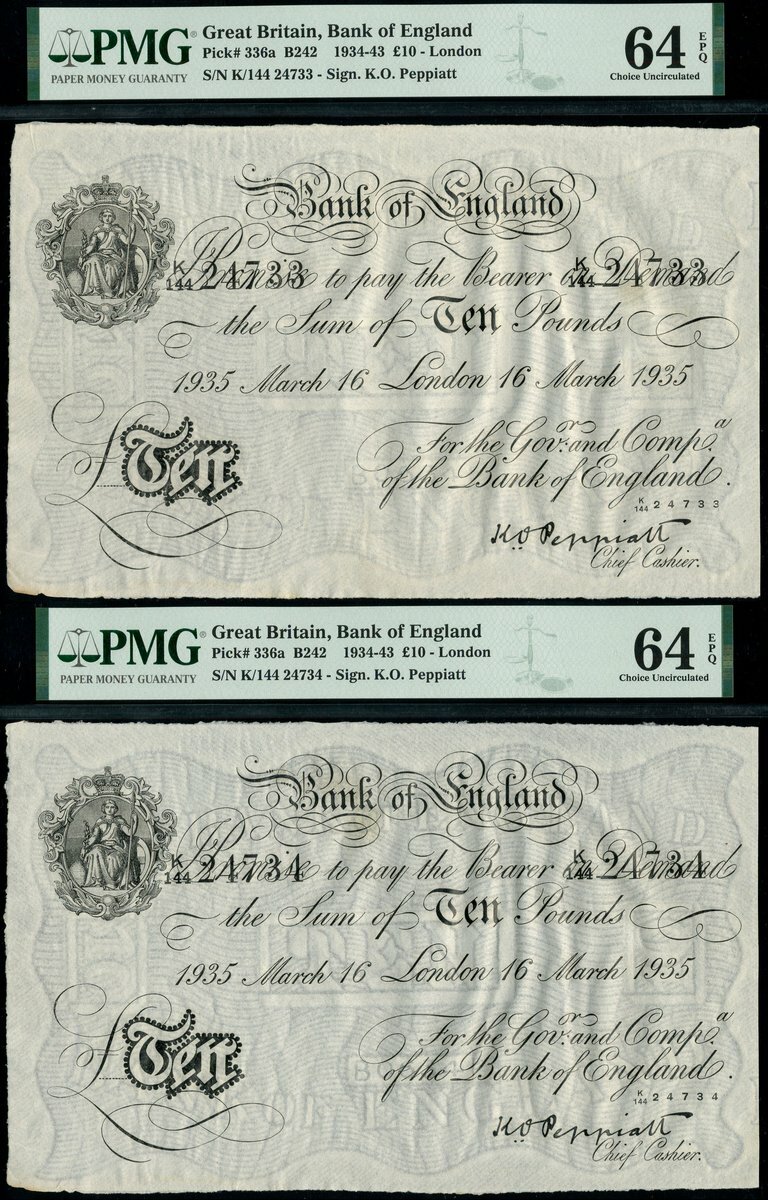 PMG®
PAPER MONEY GUARANTY
Great Britain, Bank of England
Pick# 336a B242 1934-43 £10 - London
S/N K/144 24733 - Sign. K.O. Peppiatt
64 EPQ
Choice Uncirculated
Bank of England
K/144 24733 K/144 24733
I Promise to pay the Bearer on Demand
the Sum of Ten Pounds
1935 March 16 London 16 March 1935
For the Govr. and Compa.
£Ten of the Bank of England.
K/144 24733
K.O. Peppiatt
Chief Cashier.
PMG®
PAPER MONEY GUARANTY
Great Britain, Bank of England
Pick# 336a B242 1934-43 £10 - London
S/N K/144 24734 - Sign. K.O. Peppiatt
64 EPQ
Choice Uncirculated
Bank of England
K/144 24734 K/144 24734
I Promise to pay the Bearer on Demand
the Sum of Ten Pounds
1935 March 16 London 16 March 1935
For the Govr. and Compa.
£Ten of the Bank of England.
K/144 24734
K.O. Peppiatt
Chief Cashier.